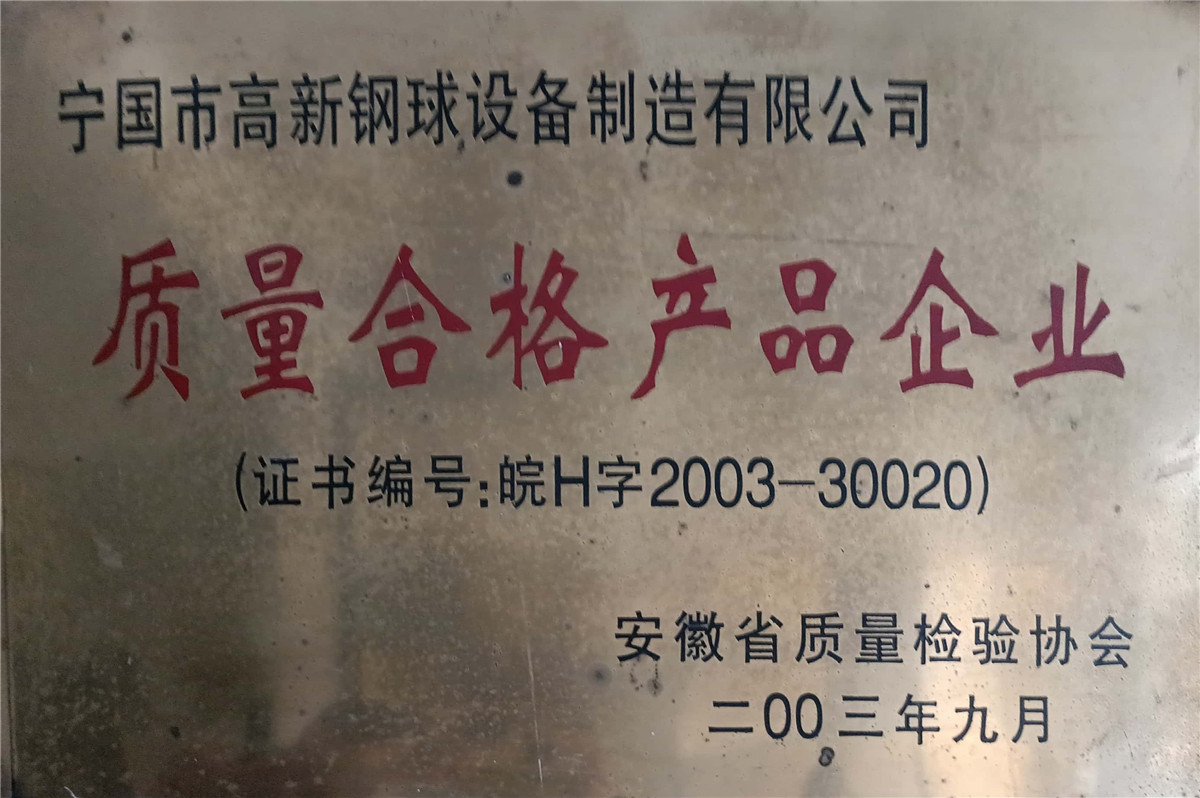 宁国市高新钢球设备制造有限公司
质量合格产品企业
(证书编号:皖H字2003-30020)
安徽省质量检验协会
二00三年九月